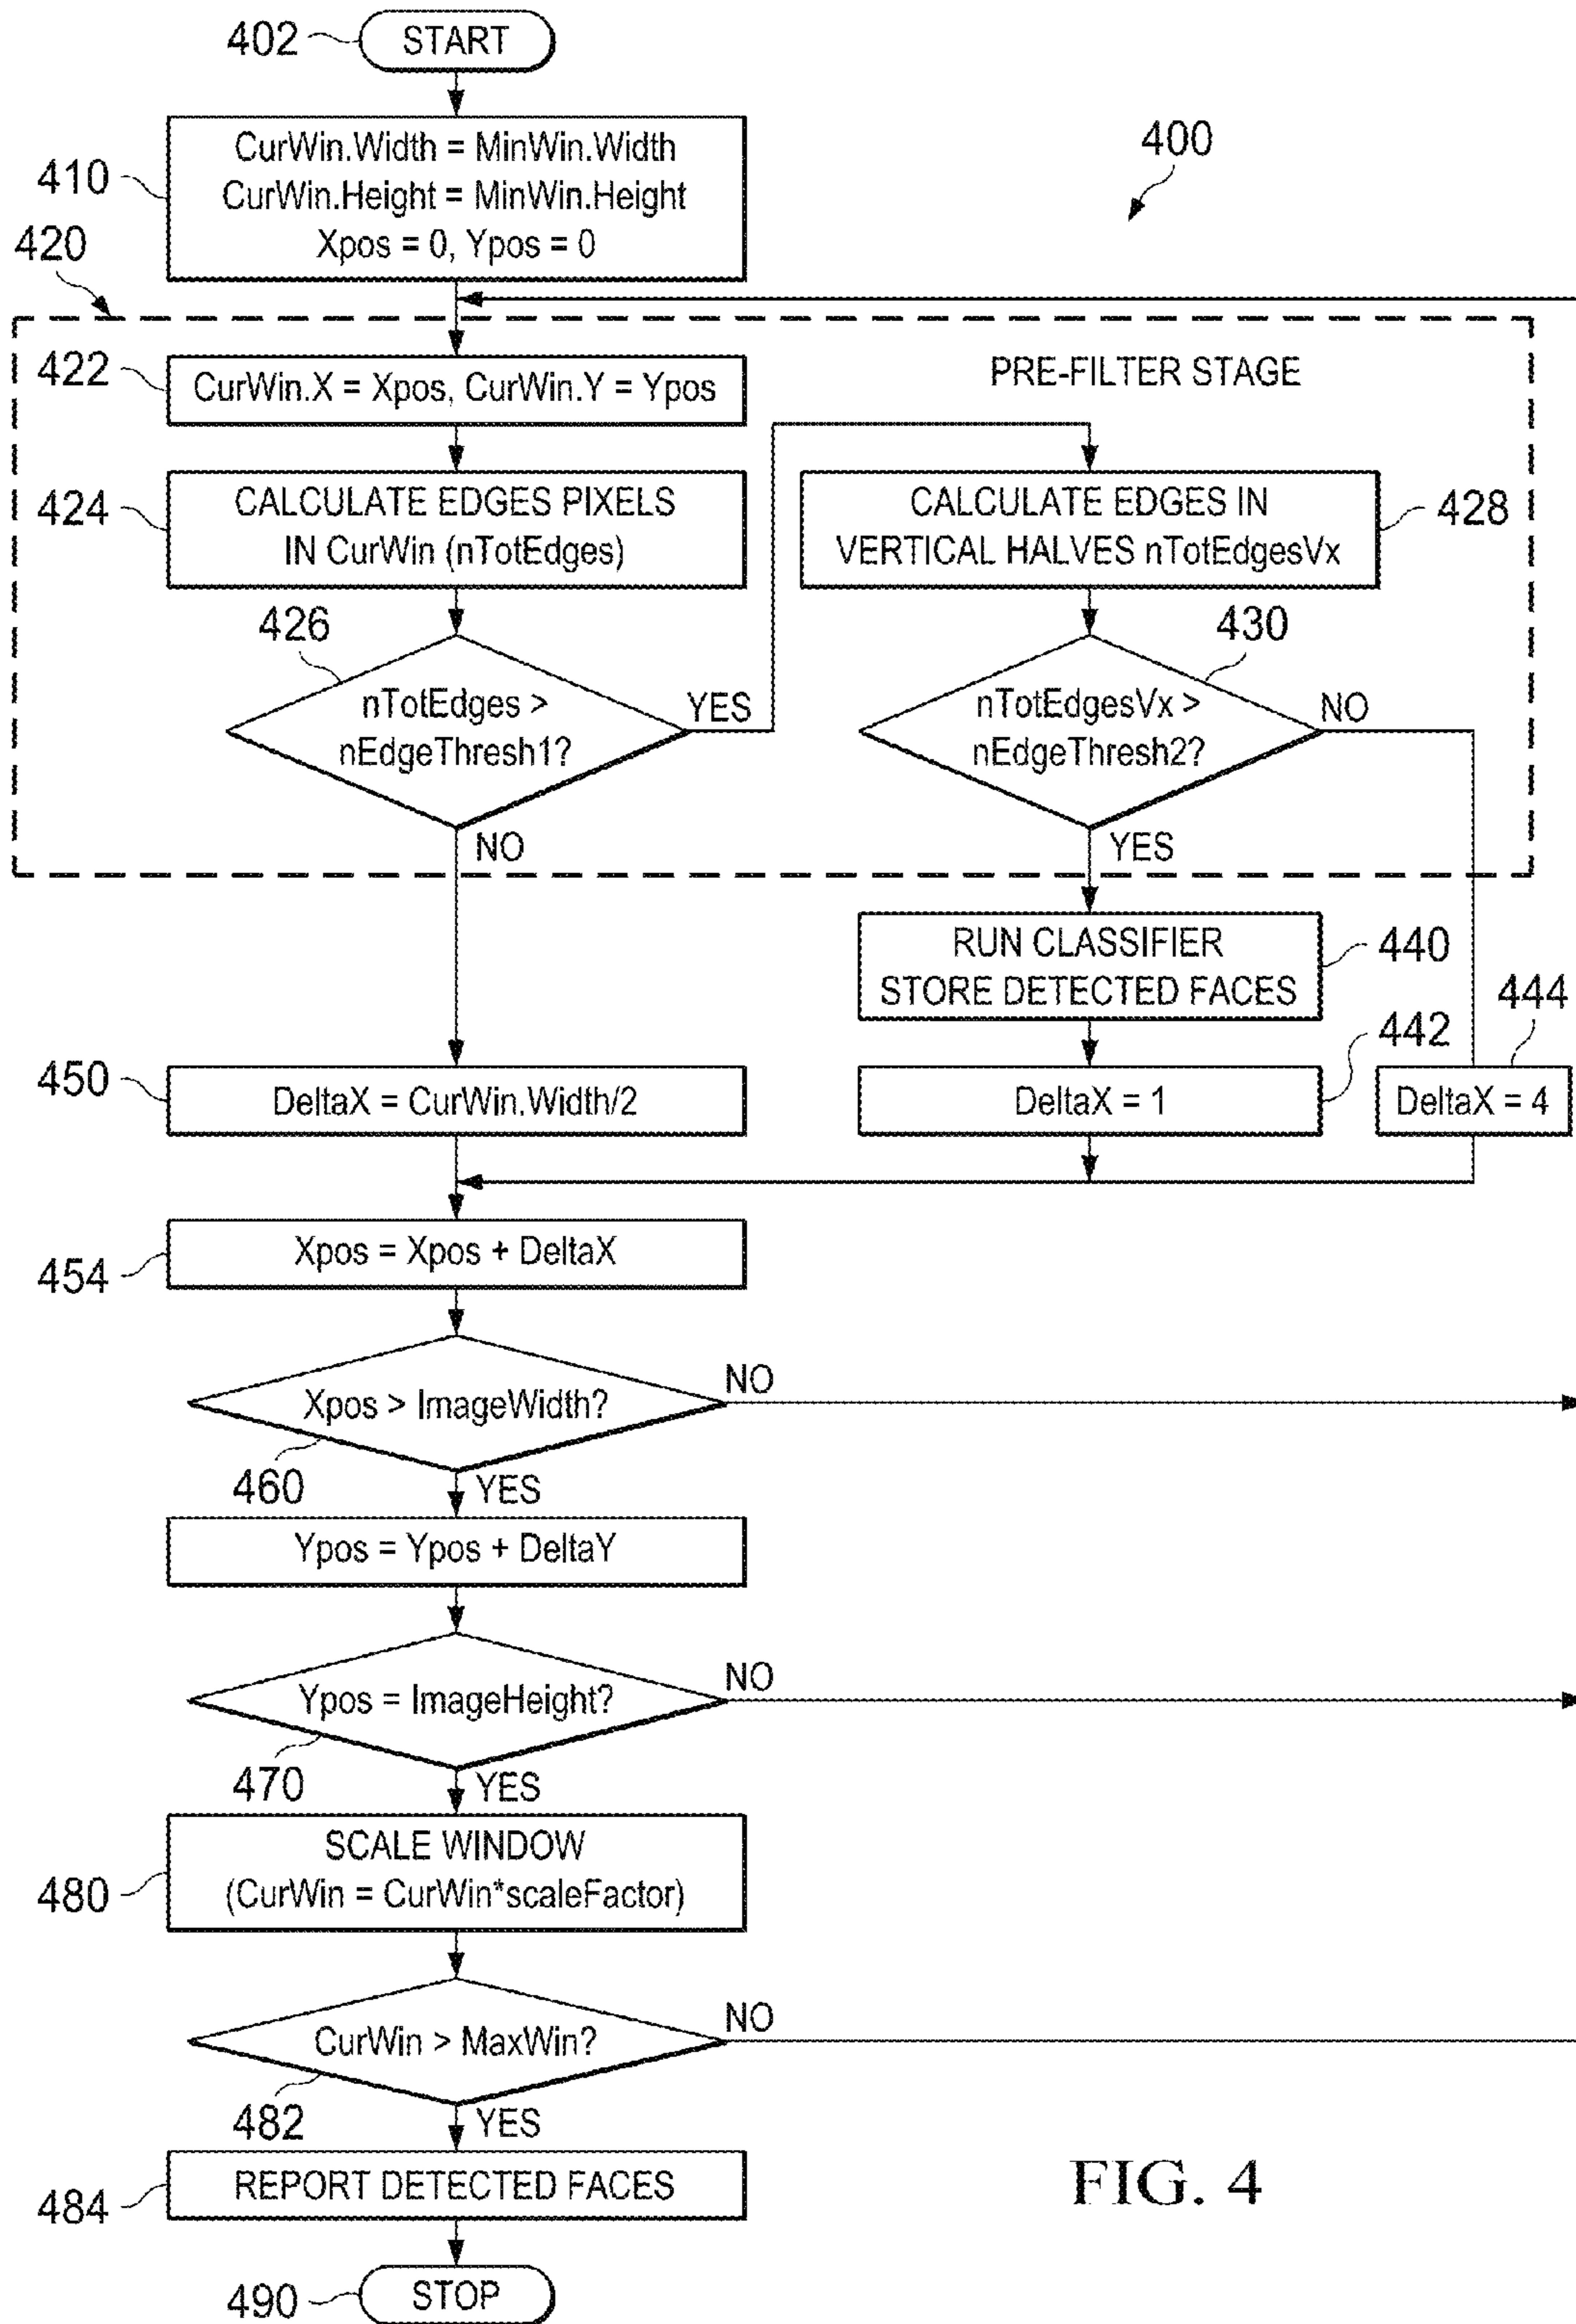 402
START
CurWin.Width = MinWin.Width
CurWin.Height = MinWin.Height
Xpos = 0, Ypos = 0
410
400
420
422
CurWin.X = Xpos, CurWin.Y = Ypos
PRE-FILTER STAGE
424
CALCULATE EDGES PIXELS
IN CurWin (nTotEdges)
CALCULATE EDGES IN
VERTICAL HALVES nTotEdgesVx
428
426
nTotEdges >
nEdgeThresh1?
YES
NO
430
nTotEdgesVx >
nEdgeThresh2?
NO
YES
RUN CLASSIFIER
STORE DETECTED FACES
440
444
442
450
DeltaX = CurWin.Width/2
DeltaX = 1
DeltaX = 4
454
Xpos = Xpos + DeltaX
Xpos > ImageWidth?
NO
460
YES
Ypos = Ypos + DeltaY
Ypos = ImageHeight?
NO
470
YES
480
SCALE WINDOW
(CurWin = CurWin*scaleFactor)
CurWin > MaxWin?
NO
482
YES
484
REPORT DETECTED FACES
490
STOP
FIG. 4